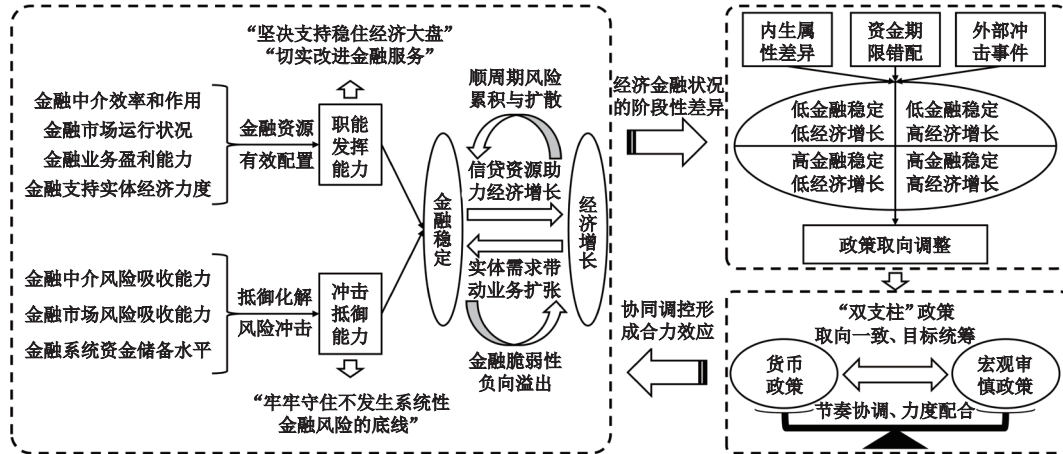 “坚决支持稳住经济大盘”
“切实改进金融服务”
金融中介效率和作用
金融市场运行状况
金融业务盈利能力
金融支持实体经济力度
金融资源
有效配置
职能
发挥
能力
金融中介风险吸收能力
金融市场风险吸收能力
金融系统资金储备水平
抵御化解
风险冲击
冲击
抵御
能力
“牢牢守住不发生系统性
金融风险的底线”
金融稳定
顺周期风险
累积与扩散
信贷资源助
力经济增长
实体需求带
动业务扩张
金融脆弱性
负向溢出
经济增长
经济金融状况
的阶段性差异
协同调控形
成合力效应
内生属
性差异
资金期
限错配
外部冲
击事件
低金融稳定
低经济增长
低金融稳定
高经济增长
高金融稳定
低经济增长
高金融稳定
高经济增长
政策取向调整
“双支柱”政策
取向一致、目标统筹
货币
政策
宏观审
慎政策
节奏协调、力度配合